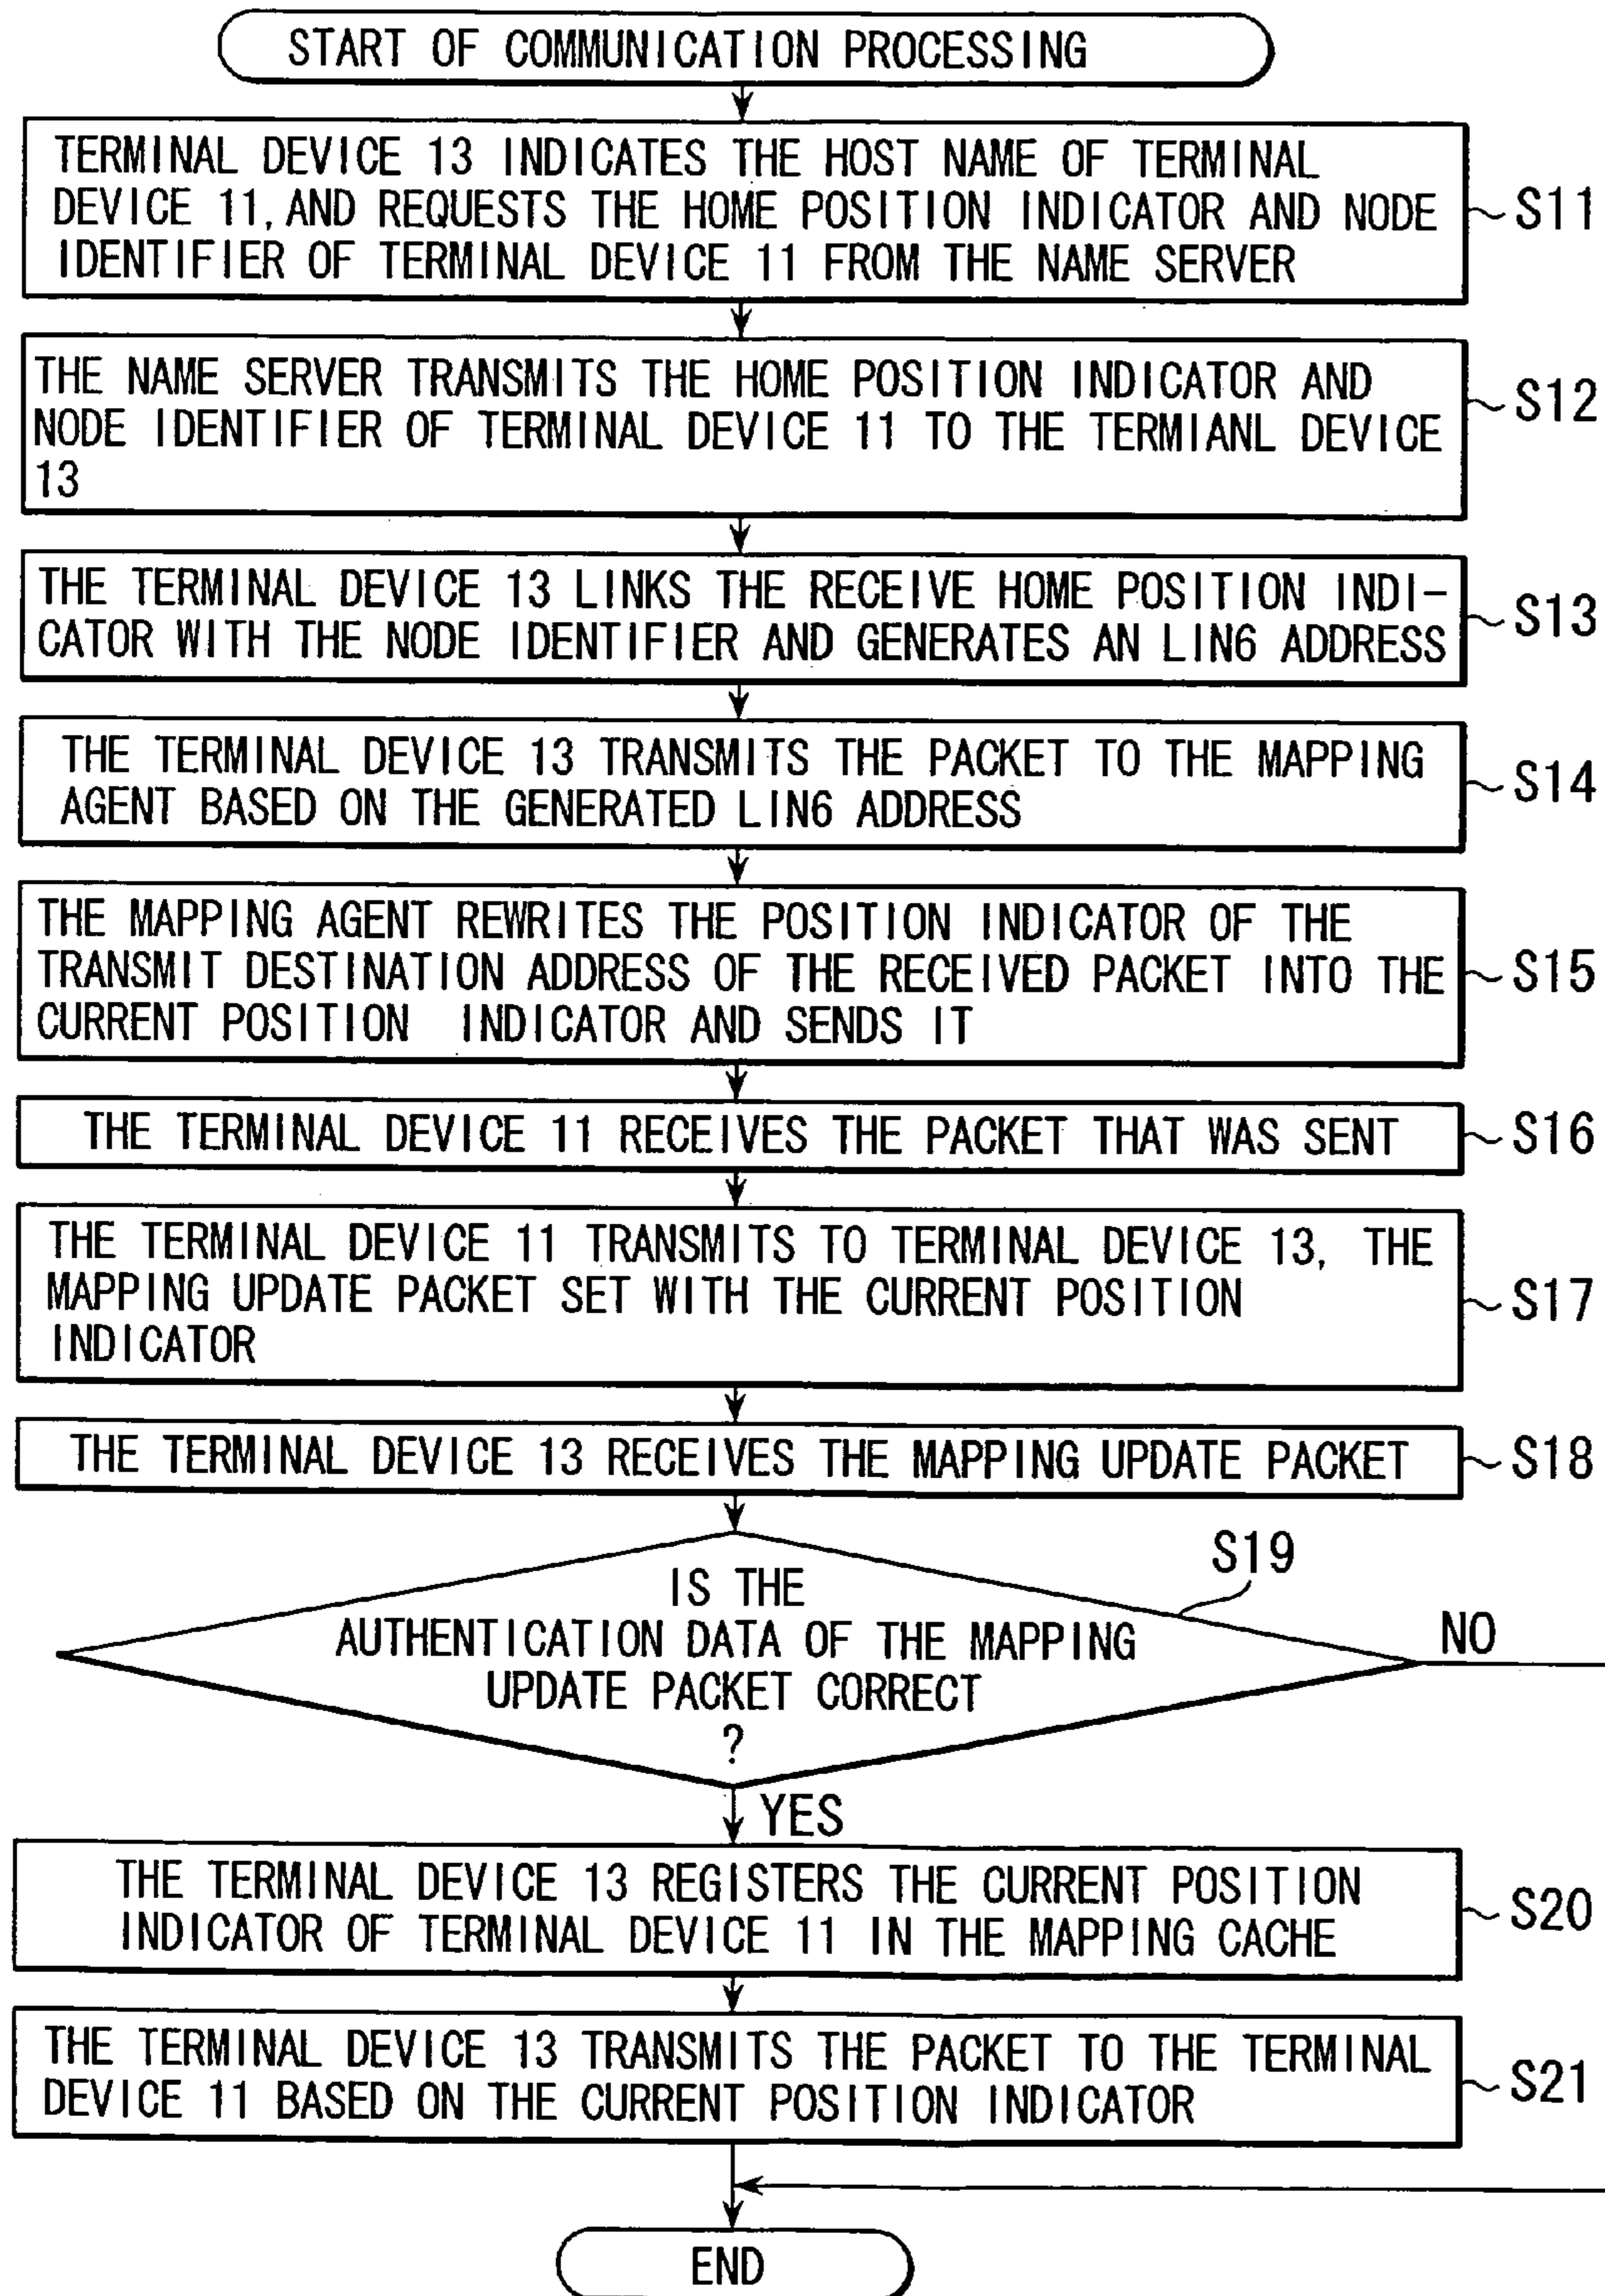 START OF COMMUNICATION PROCESSING
TERMINAL DEVICE 13 INDICATES THE HOST NAME OF TERMINAL
DEVICE 11, AND REQUESTS THE HOME POSITION INDICATOR AND NODE
IDENTIFIER OF TERMINAL DEVICE 11 FROM THE NAME SERVER
S11
THE NAME SERVER TRANSMITS THE HOME POSITION INDICATOR AND
NODE IDENTIFIER OF TERMINAL DEVICE 11 TO THE TERMIANL DEVICE
13
S12
THE TERMINAL DEVICE 13 LINKS THE RECEIVE HOME POSITION INDI-
CATOR WITH THE NODE IDENTIFIER AND GENERATES AN LIN6 ADDRESS
S13
THE TERMINAL DEVICE 13 TRANSMITS THE PACKET TO THE MAPPING
AGENT BASED ON THE GENERATED LIN6 ADDRESS
S14
THE MAPPING AGENT REWRITES THE POSITION INDICATOR OF THE
TRANSMIT DESTINATION ADDRESS OF THE RECEIVED PACKET INTO THE
CURRENT POSITION INDICATOR AND SENDS IT
S15
THE TERMINAL DEVICE 11 RECEIVES THE PACKET THAT WAS SENT
S16
THE TERMINAL DEVICE 11 TRANSMITS TO TERMINAL DEVICE 13, THE
MAPPING UPDATE PACKET SET WITH THE CURRENT POSITION
INDICATOR
S17
THE TERMINAL DEVICE 13 RECEIVES THE MAPPING UPDATE PACKET
S18
S19
IS THE
AUTHENTICATION DATA OF THE MAPPING
UPDATE PACKET CORRECT
?
NO
YES
THE TERMINAL DEVICE 13 REGISTERS THE CURRENT POSITION
INDICATOR OF TERMINAL DEVICE 11 IN THE MAPPING CACHE
S20
THE TERMINAL DEVICE 13 TRANSMITS THE PACKET TO THE TERMINAL
DEVICE 11 BASED ON THE CURRENT POSITION INDICATOR
S21
END